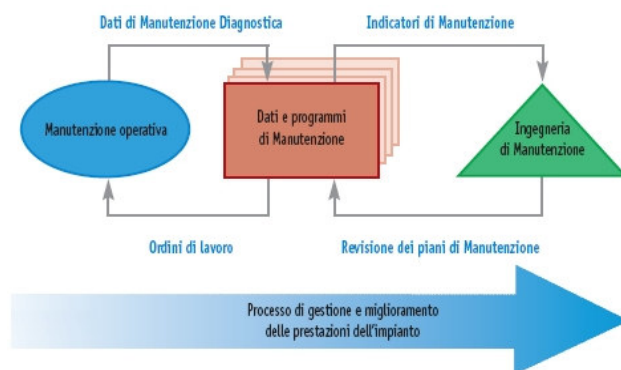 Dati di Manutenzione Diagnostica
Indicatori di Manutenzione
Manutenzione operativa
Dati e programmi
di Manutenzione
Ingegneria
di Manutenzione
Ordini di lavoro
Revisione dei piani di Manutenzione
Processo di gestione e miglioramento
delle prestazioni dell'impianto